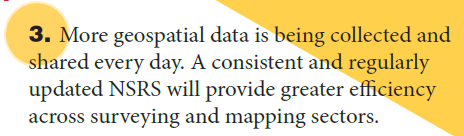 3. More geospatial data is being collected and
shared every day. A consistent and regularly
updated NSRS will provide greater efficiency
across surveying and mapping sectors.